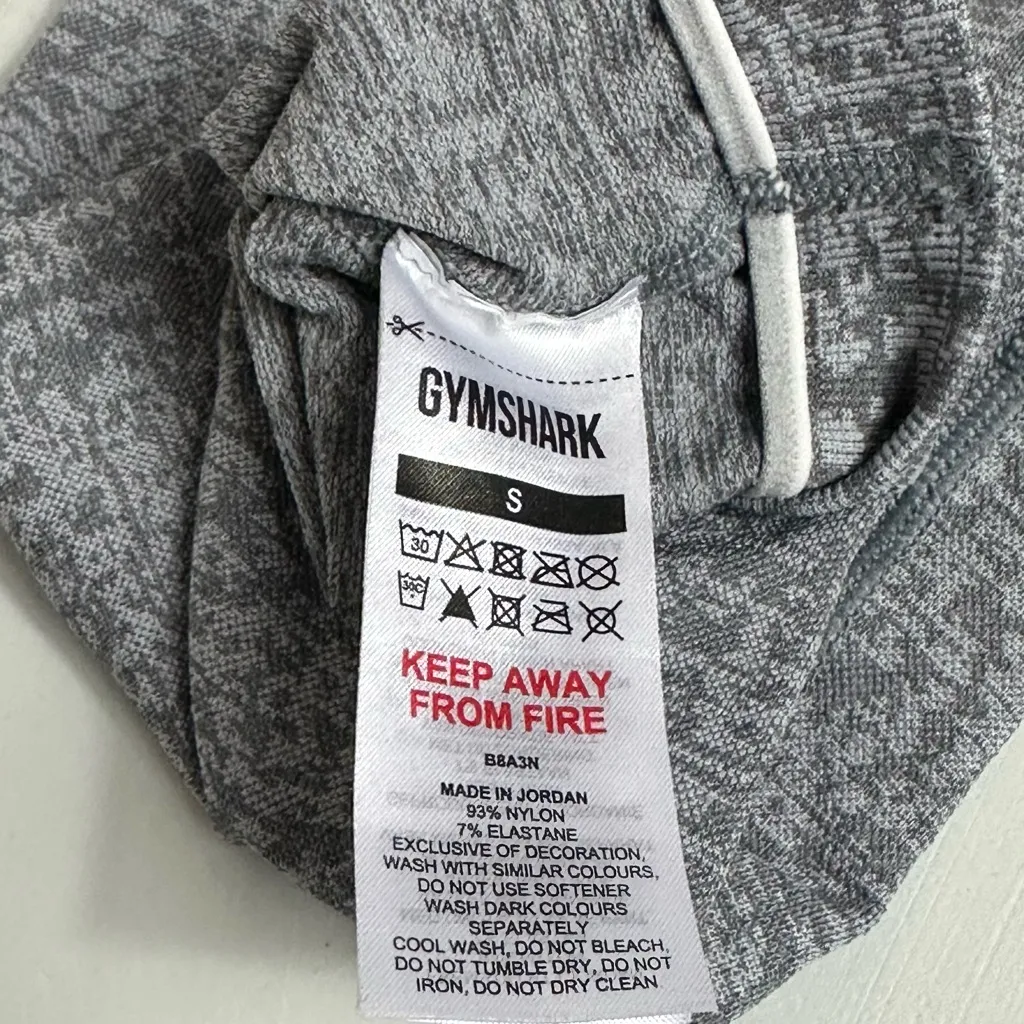 GYMSHARK
S
30
30C
KEEP AWAY
FROM FIRE
B8A3N
MADE IN JORDAN
93% NYLON
7% ELASTANE
EXCLUSIVE OF DECORATION,
WASH WITH SIMILAR COLOURS,
DO NOT USE SOFTENER
WASH DARK COLOURS
SEPARATELY
COOL WASH, DO NOT BLEACH,
DO NOT TUMBLE DRY, DO NOT
IRON, DO NOT DRY CLEAN